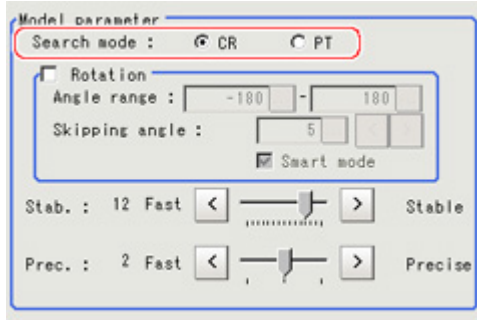 Model parameter
Search mode : CR PT
Rotation
Angle range : -180 - 180
Skipping angle : 5 < >
Smart mode
Stab. : 12 Fast < > Stable
Prec. : 2 Fast < > Precise